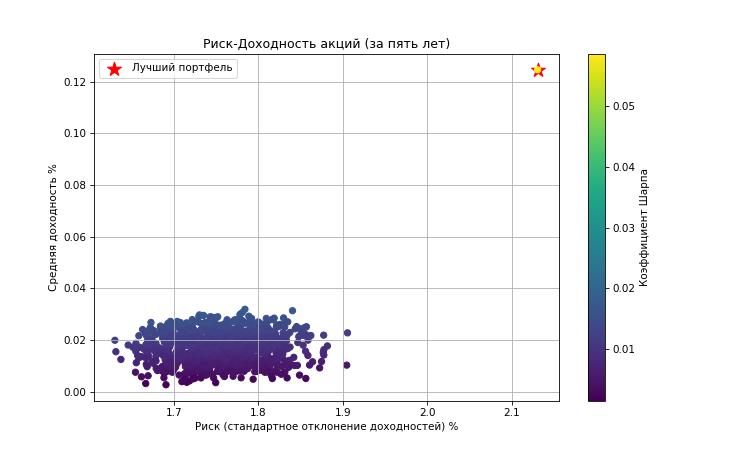 Риск-Доходность акций (за пять лет)
Лучший портфель
0.12
0.10
0.08
0.06
0.04
0.02
0.00
Средняя доходность %
1.7 1.8 1.9 2.0 2.1
Риск (стандартное отклонение доходностей) %
0.05
0.04
0.03
0.02
0.01
Коэффициент Шарпа